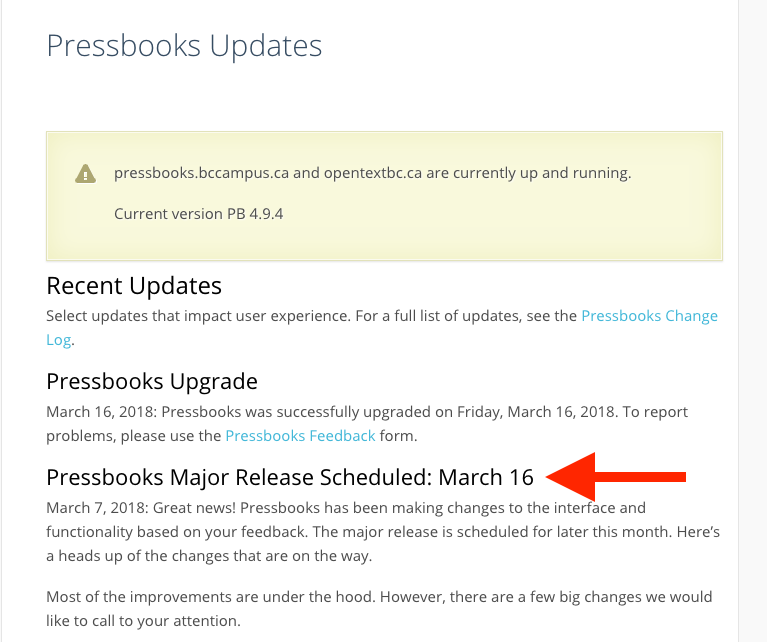 Pressbooks Updates
pressbooks.bccampus.ca and opentextbc.ca are currently up and running.
Current version PB 4.9.4
Recent Updates
Select updates that impact user experience. For a full list of updates, see the Pressbooks Change
Log.
Pressbooks Upgrade
March 16, 2018: Pressbooks was successfully upgraded on Friday, March 16, 2018. To report
problems, please use the Pressbooks Feedback form.
Pressbooks Major Release Scheduled: March 16
March 7, 2018: Great news! Pressbooks has been making changes to the interface and
functionality based on your feedback. The major release is scheduled for later this month. Here’s
a heads up of the changes that are on the way.
Most of the improvements are under the hood. However, there are a few big changes we would
like to call to your attention.